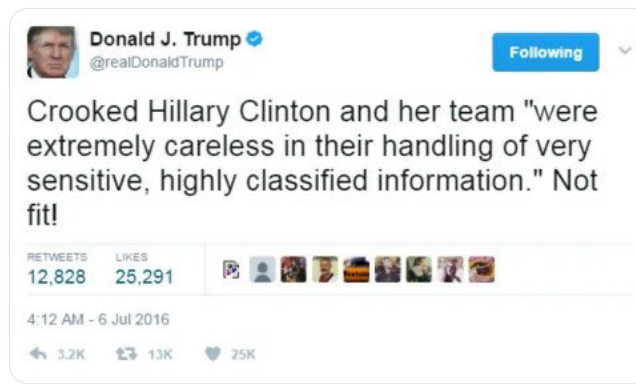 Donald J. Trump
@realDonaldTrump
Following
Crooked Hillary Clinton and her team "were
extremely careless in their handling of very
sensitive, highly classified information." Not
fit!
RETWEETS LIKES
12,828 25,291
4:12 AM - 6 Jul 2016
3.2K 13K 25K